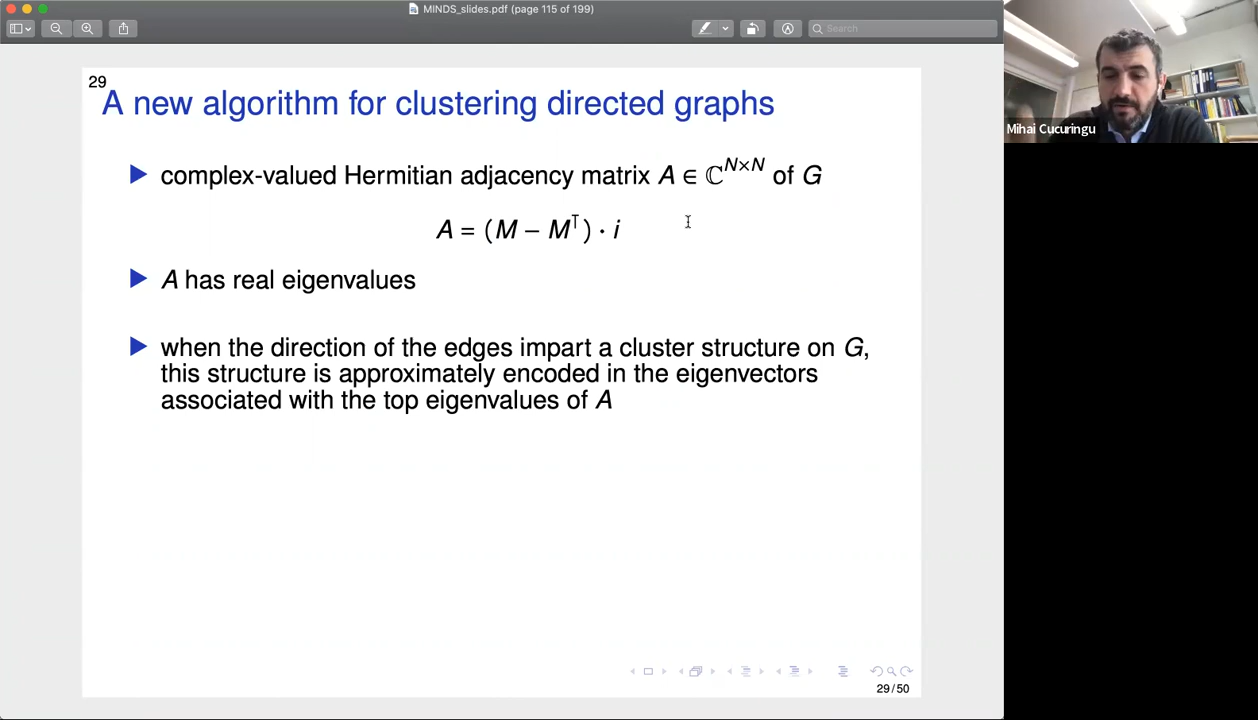 MINDS_slides.pdf (page 115 of 199)
Search
Mihai Cucuringu
29
A new algorithm for clustering directed graphs
complex-valued Hermitian adjacency matrix A ∈ ℂᴺˣᴺ of G
A = (M − Mᵀ) · i
A has real eigenvalues
when the direction of the edges impart a cluster structure on G,
this structure is approximately encoded in the eigenvectors
associated with the top eigenvalues of A
29/50